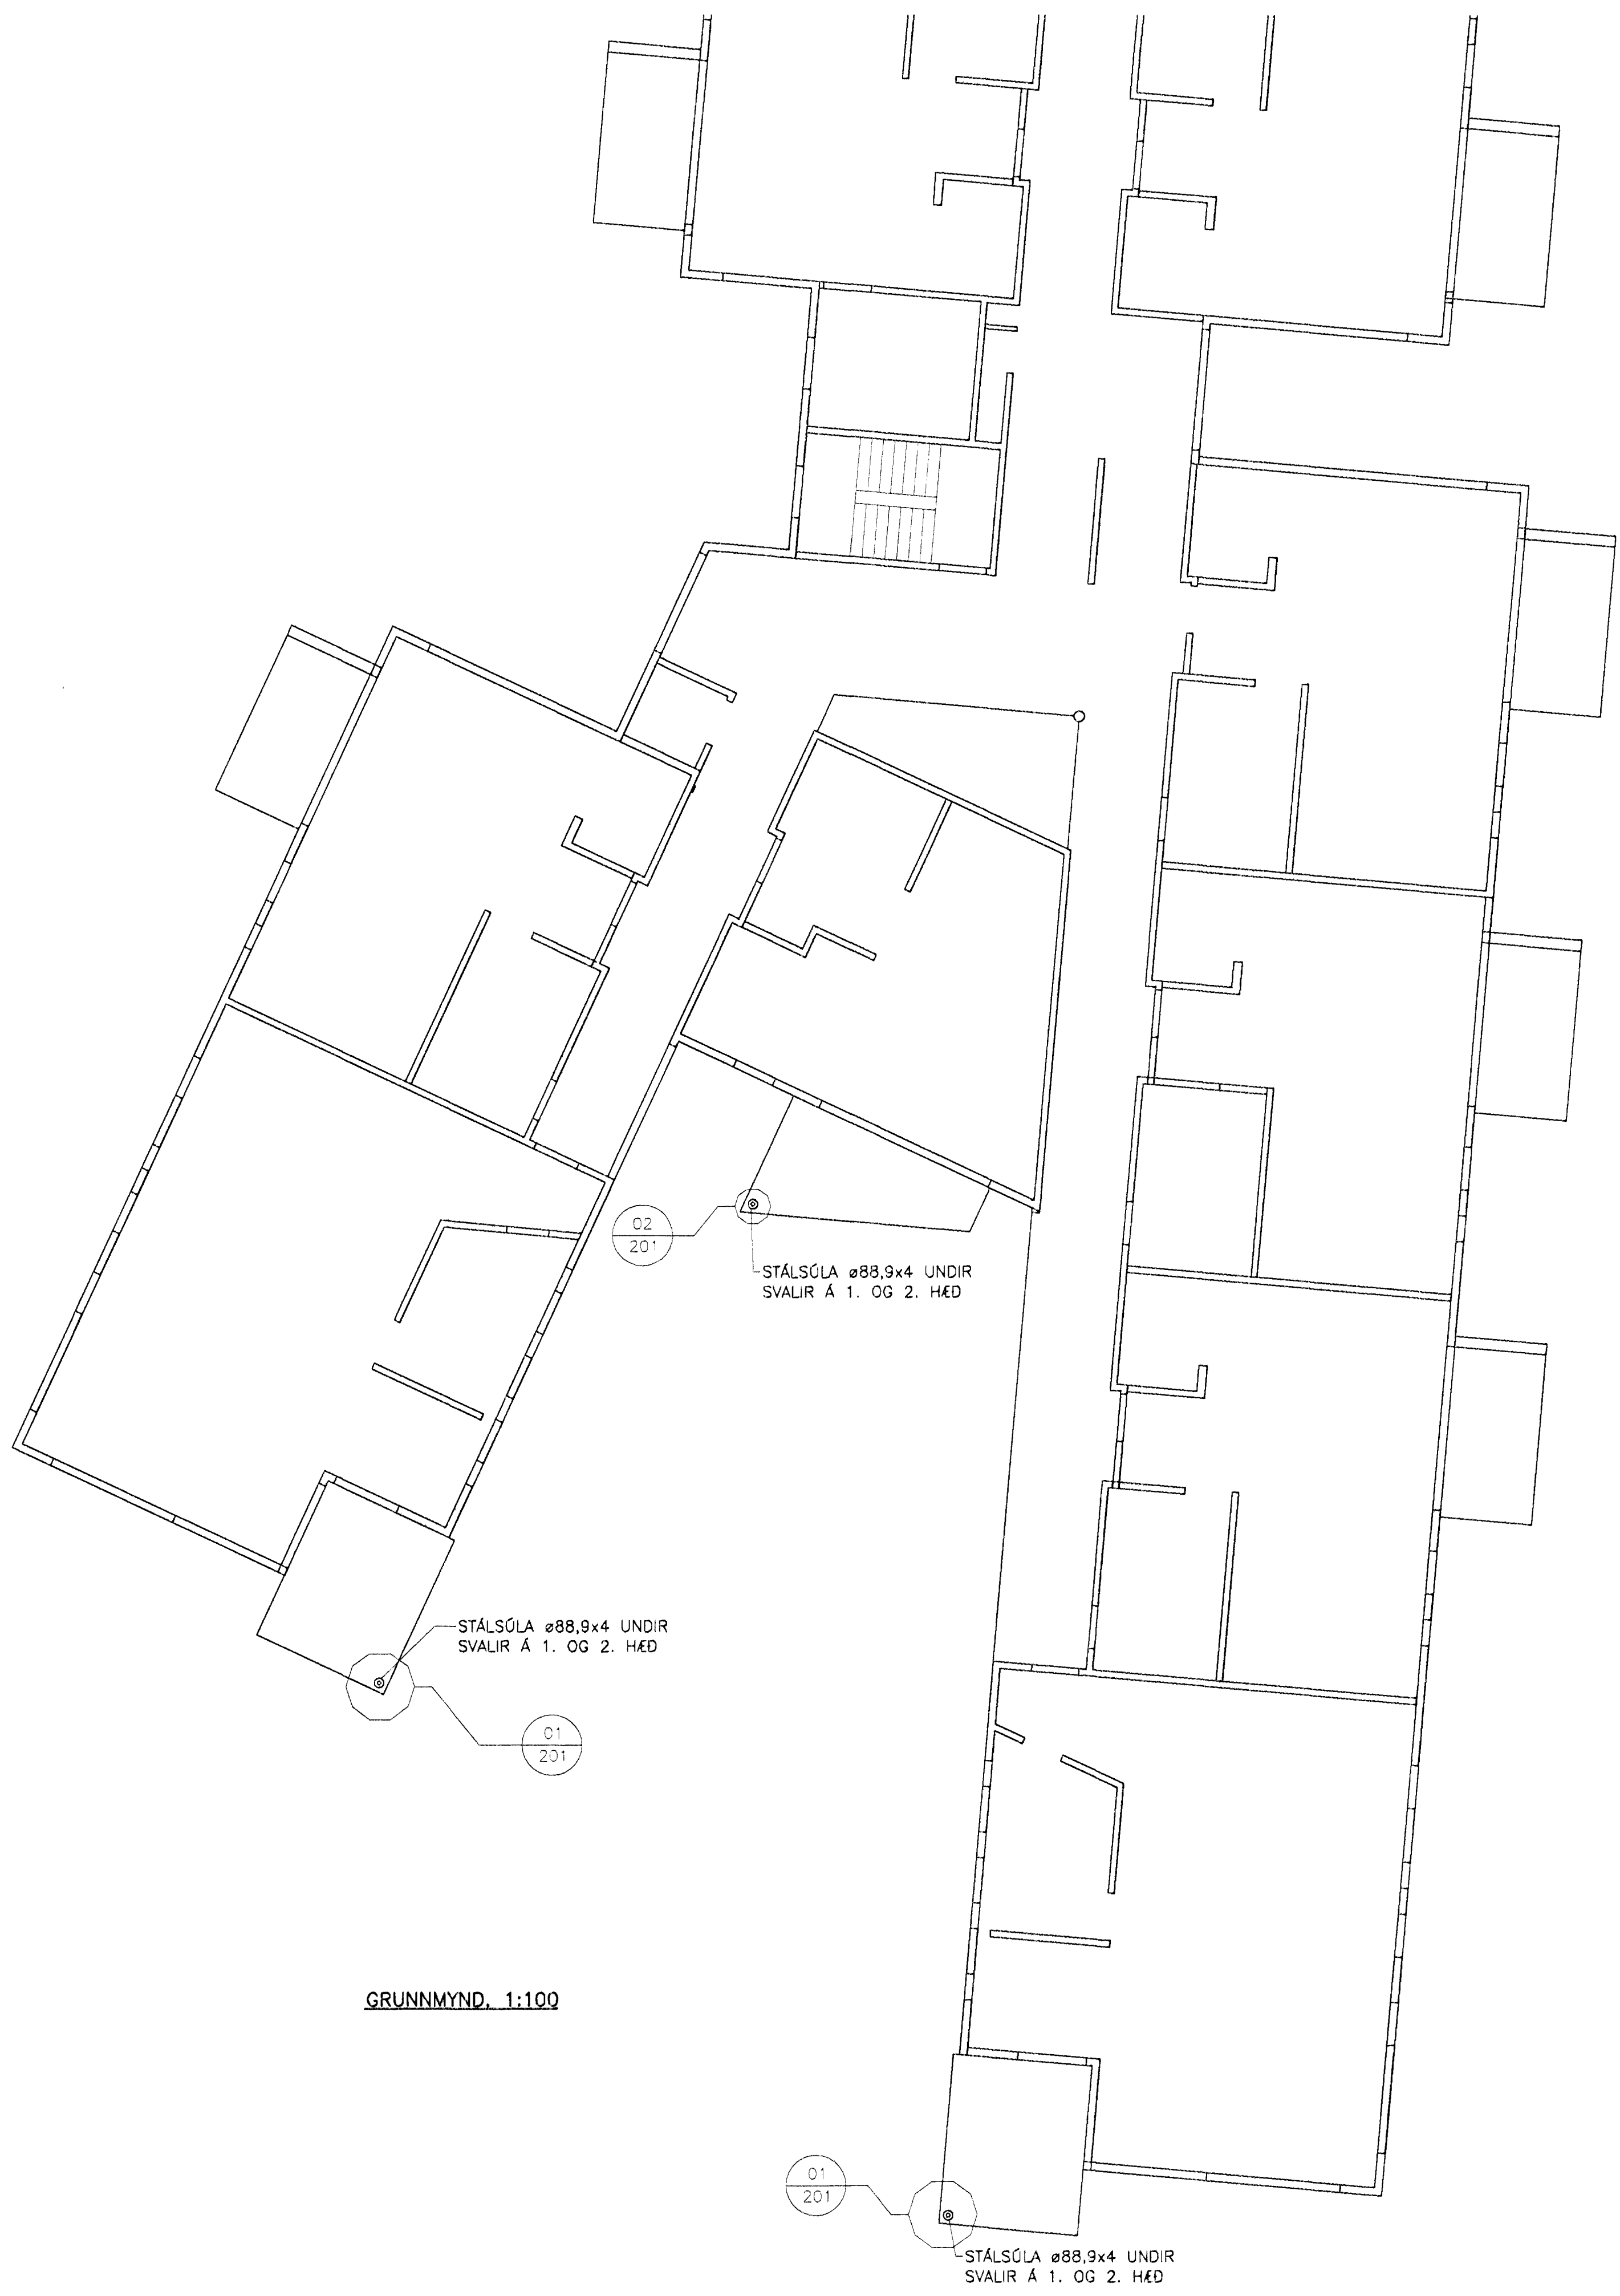 02
201
STÁLSÚLA ø88,9x4 UNDIR
SVALIR Á 1. OG 2. HÆÐ
STÁLSÚLA ø88,9x4 UNDIR
SVALIR Á 1. OG 2. HÆÐ
01
201
GRUNNMYND, 1:100
01
201
STÁLSÚLA ø88,9x4 UNDIR
SVALIR Á 1. OG 2. HÆÐ